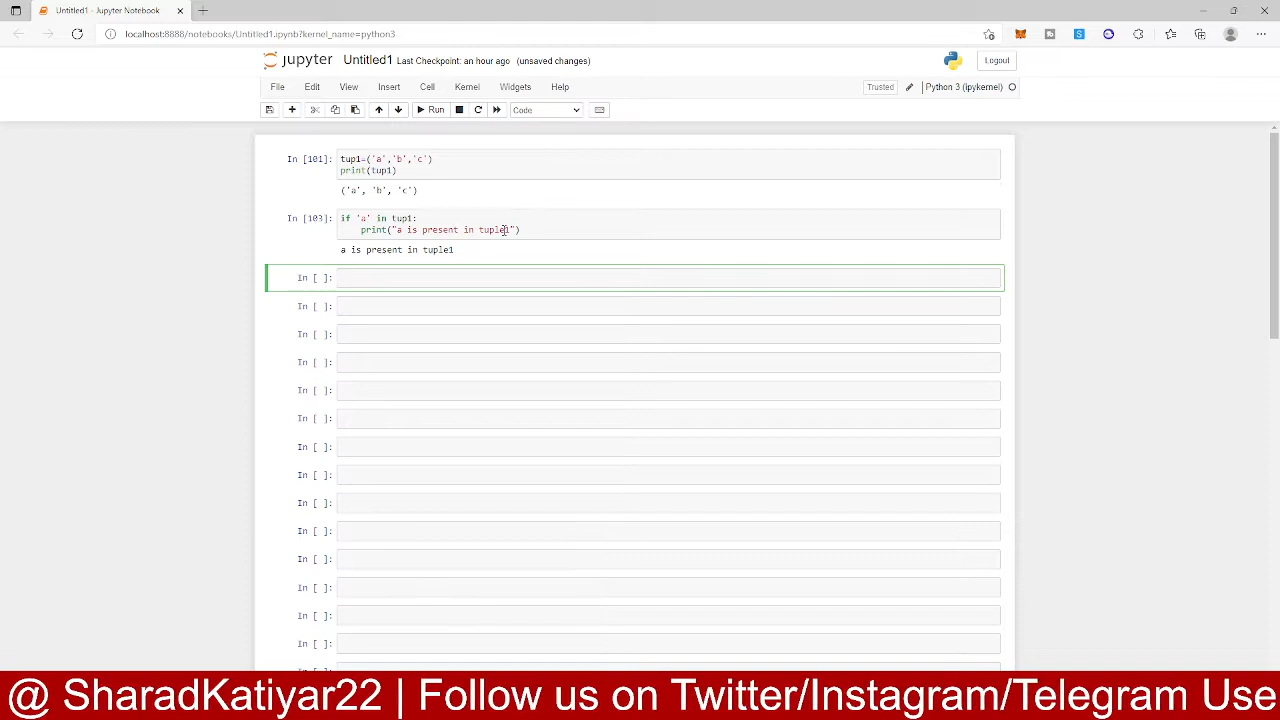 Untitled1 - Jupyter Notebook
localhost:8888/notebooks/Untitled1.ipynb?kernel_name=python3
jupyter Untitled1 Last Checkpoint: an hour ago (unsaved changes)
Logout
File Edit View Insert Cell Kernel Widgets Help
Trusted Python 3 (ipykernel)
Run Code
In [101]: tup1=('a','b','c')
print(tup1)
('a', 'b', 'c')
In [103]: if 'a' in tup1:
print("a is present in tuple1")
a is present in tuple1
In [ ]:
In [ ]:
In [ ]:
In [ ]:
In [ ]:
In [ ]:
In [ ]:
In [ ]:
In [ ]:
In [ ]:
In [ ]:
In [ ]:
In [ ]:
In [ ]:
@ SharadKatiyar22 | Follow us on Twitter/Instagram/Telegram Use